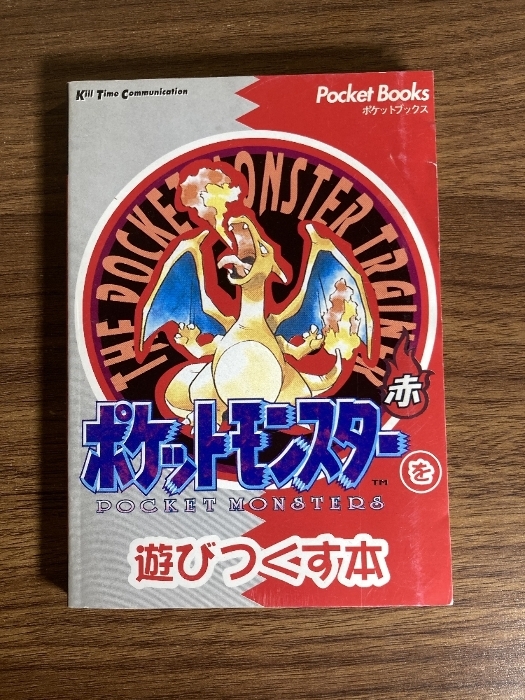 Kill Time Communication
Pocket Books
ポケットブックス
THE POCKET MONSTER TRAINER
赤
ポケットモンスター
TM
を
POCKET MONSTERS
遊びつくす本